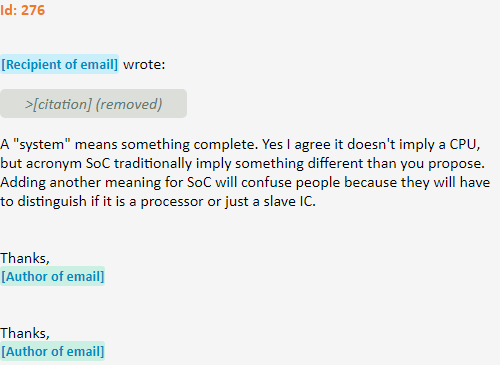 Id: 276
[Recipient of email] wrote:
>[citation] (removed)
A "system" means something complete. Yes I agree it doesn't imply a CPU,
but acronym SoC traditionally imply something different than you propose.
Adding another meaning for SoC will confuse people because they will have
to distinguish if it is a processor or just a slave IC.
Thanks,
[Author of email]
Thanks,
[Author of email]